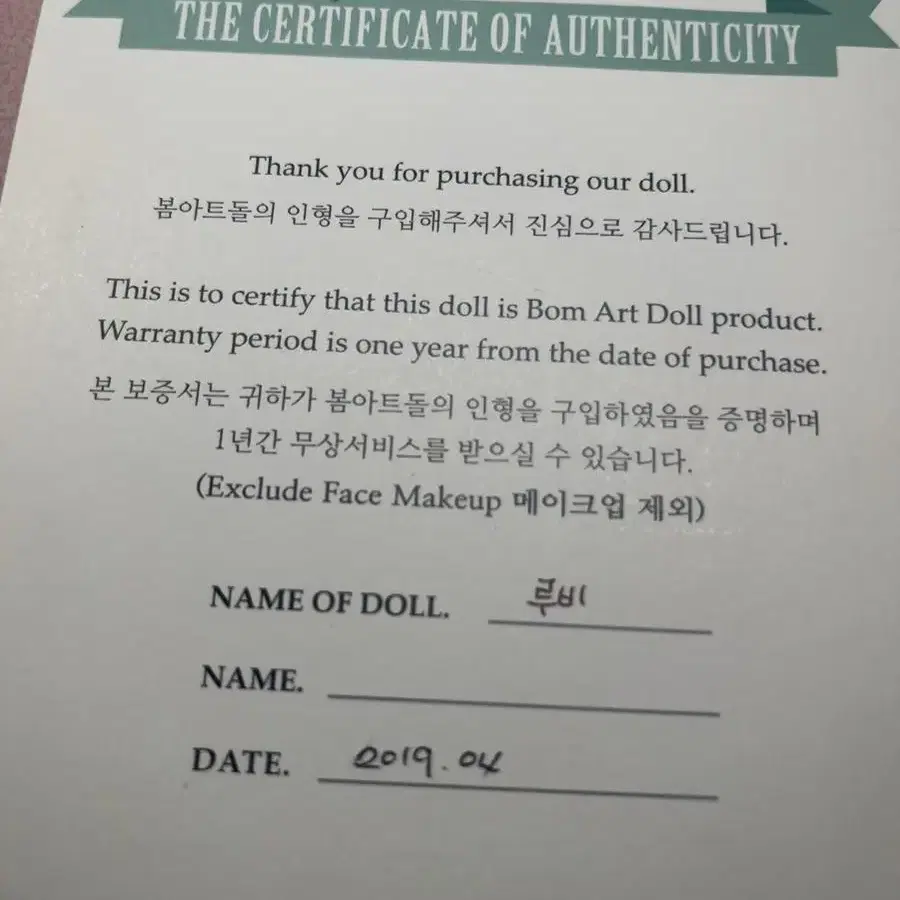 THE CERTIFICATE OF AUTHENTICITY
Thank you for purchasing our doll.
봄아트돌의 인형을 구입해주셔서 진심으로 감사드립니다.
This is to certify that this doll is Bom Art Doll product.
Warranty period is one year from the date of purchase.
본 보증서는 귀하가 봄아트돌의 인형을 구입하였음을 증명하며
1년간 무상서비스를 받으실 수 있습니다.
(Exclude Face Makeup 메이크업 제외)
NAME OF DOLL. 루비
NAME.
DATE. 2019.04